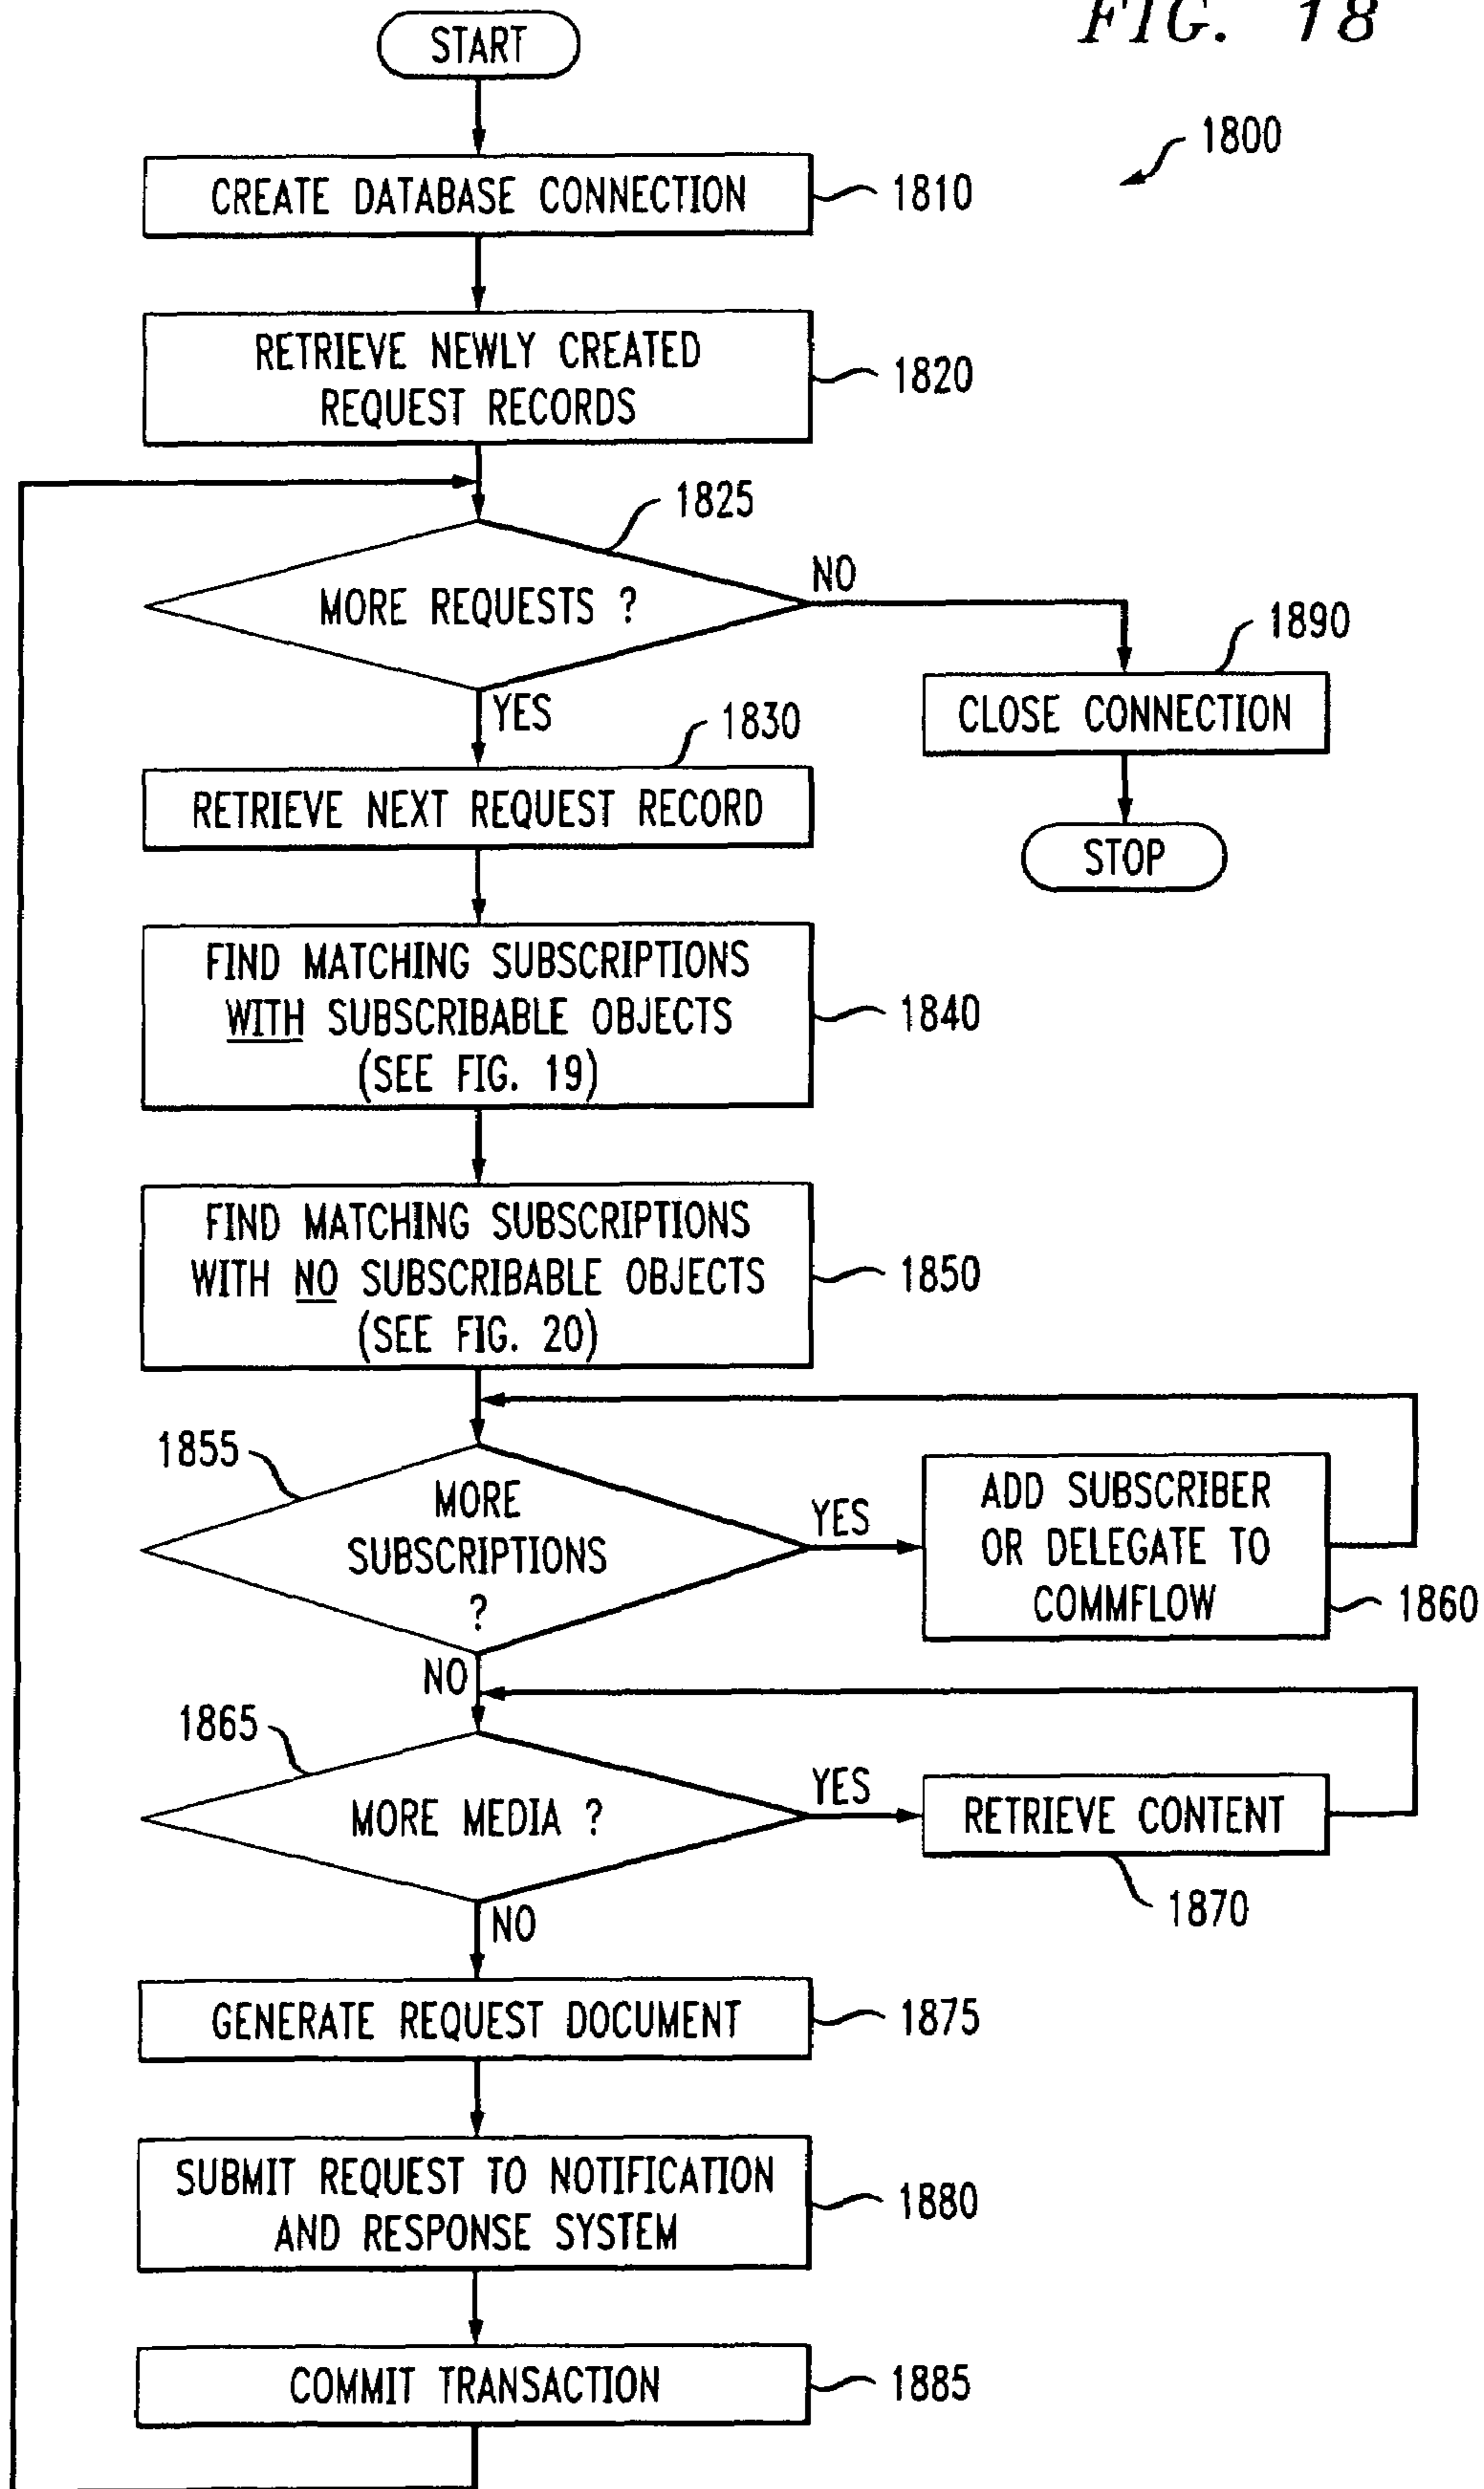 FIG. 18
START
1800
CREATE DATABASE CONNECTION
1810
RETRIEVE NEWLY CREATED
REQUEST RECORDS
1820
1825
MORE REQUESTS ?
NO
1890
CLOSE CONNECTION
STOP
YES
1830
RETRIEVE NEXT REQUEST RECORD
FIND MATCHING SUBSCRIPTIONS
WITH SUBSCRIBABLE OBJECTS
(SEE FIG. 19)
1840
FIND MATCHING SUBSCRIPTIONS
WITH NO SUBSCRIBABLE OBJECTS
(SEE FIG. 20)
1850
1855
MORE
SUBSCRIPTIONS
?
YES
ADD SUBSCRIBER
OR DELEGATE TO
COMMFLOW
1860
NO
1865
MORE MEDIA ?
YES
RETRIEVE CONTENT
1870
NO
GENERATE REQUEST DOCUMENT
1875
SUBMIT REQUEST TO NOTIFICATION
AND RESPONSE SYSTEM
1880
COMMIT TRANSACTION
1885